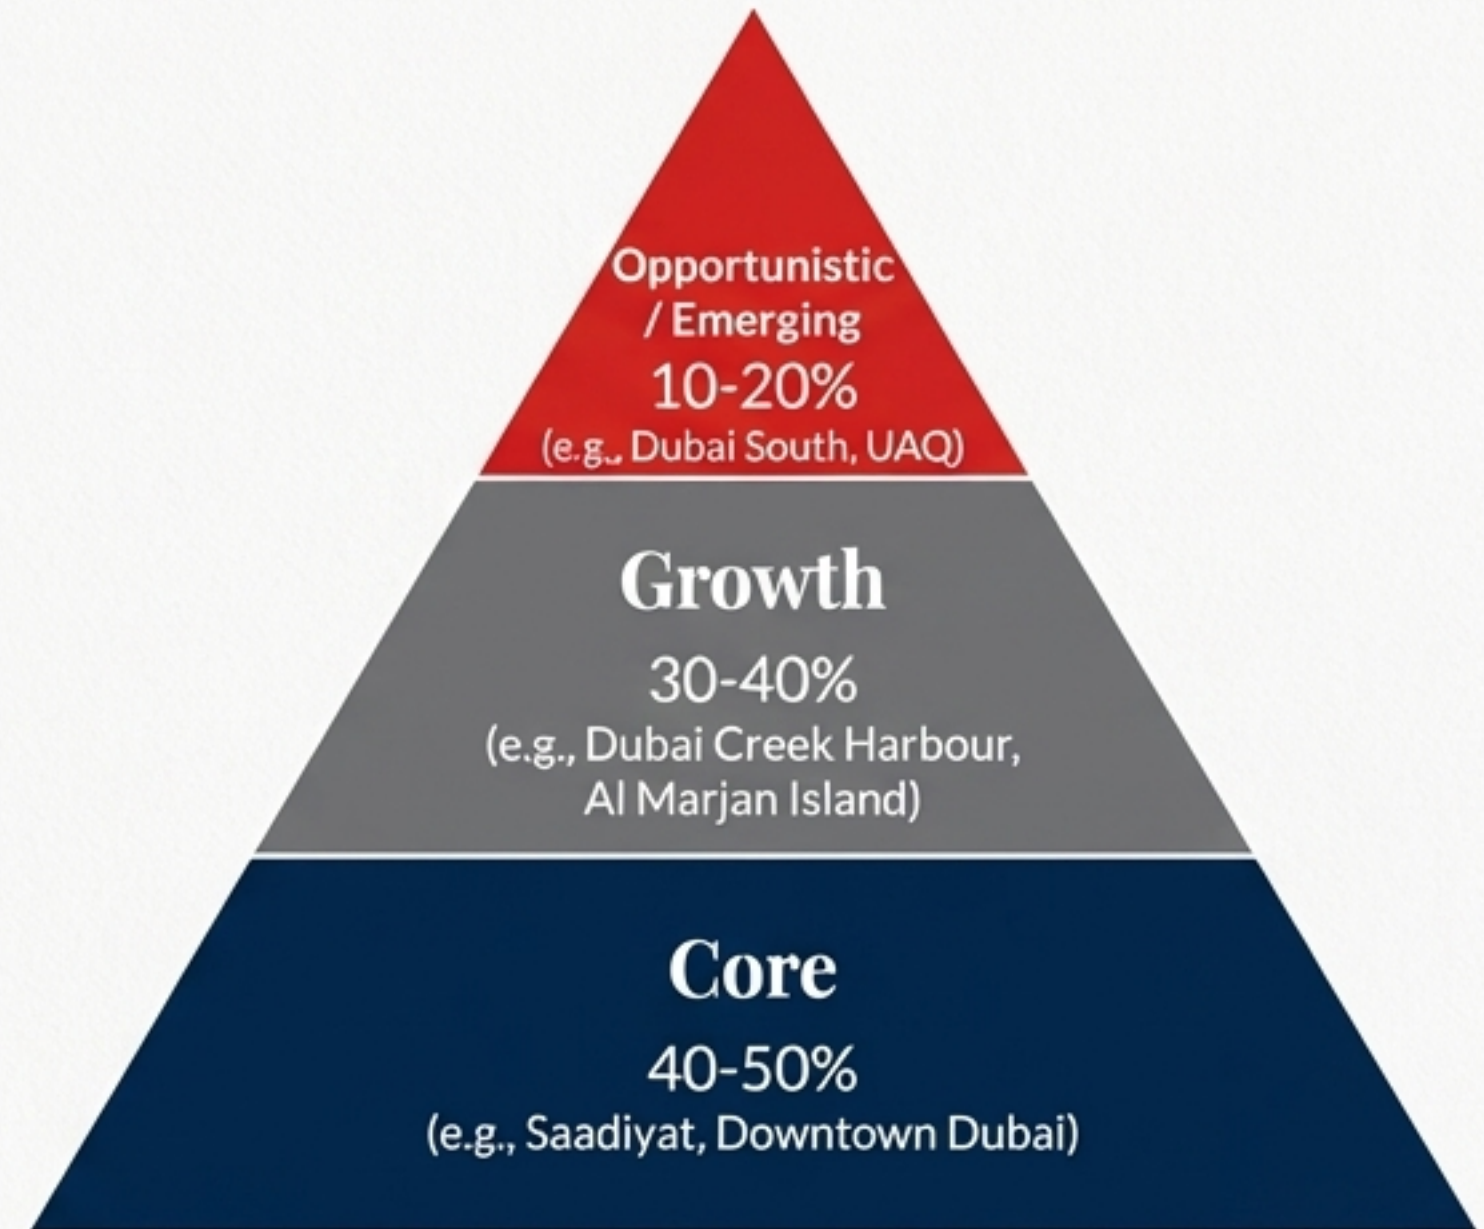 Opportunistic
/ Emerging
10-20%
(e.g., Dubai South, UAQ)
Growth
30-40%
(e.g., Dubai Creek Harbour,
Al Marjan Island)
Core
40-50%
(e.g., Saadiyat, Downtown Dubai)